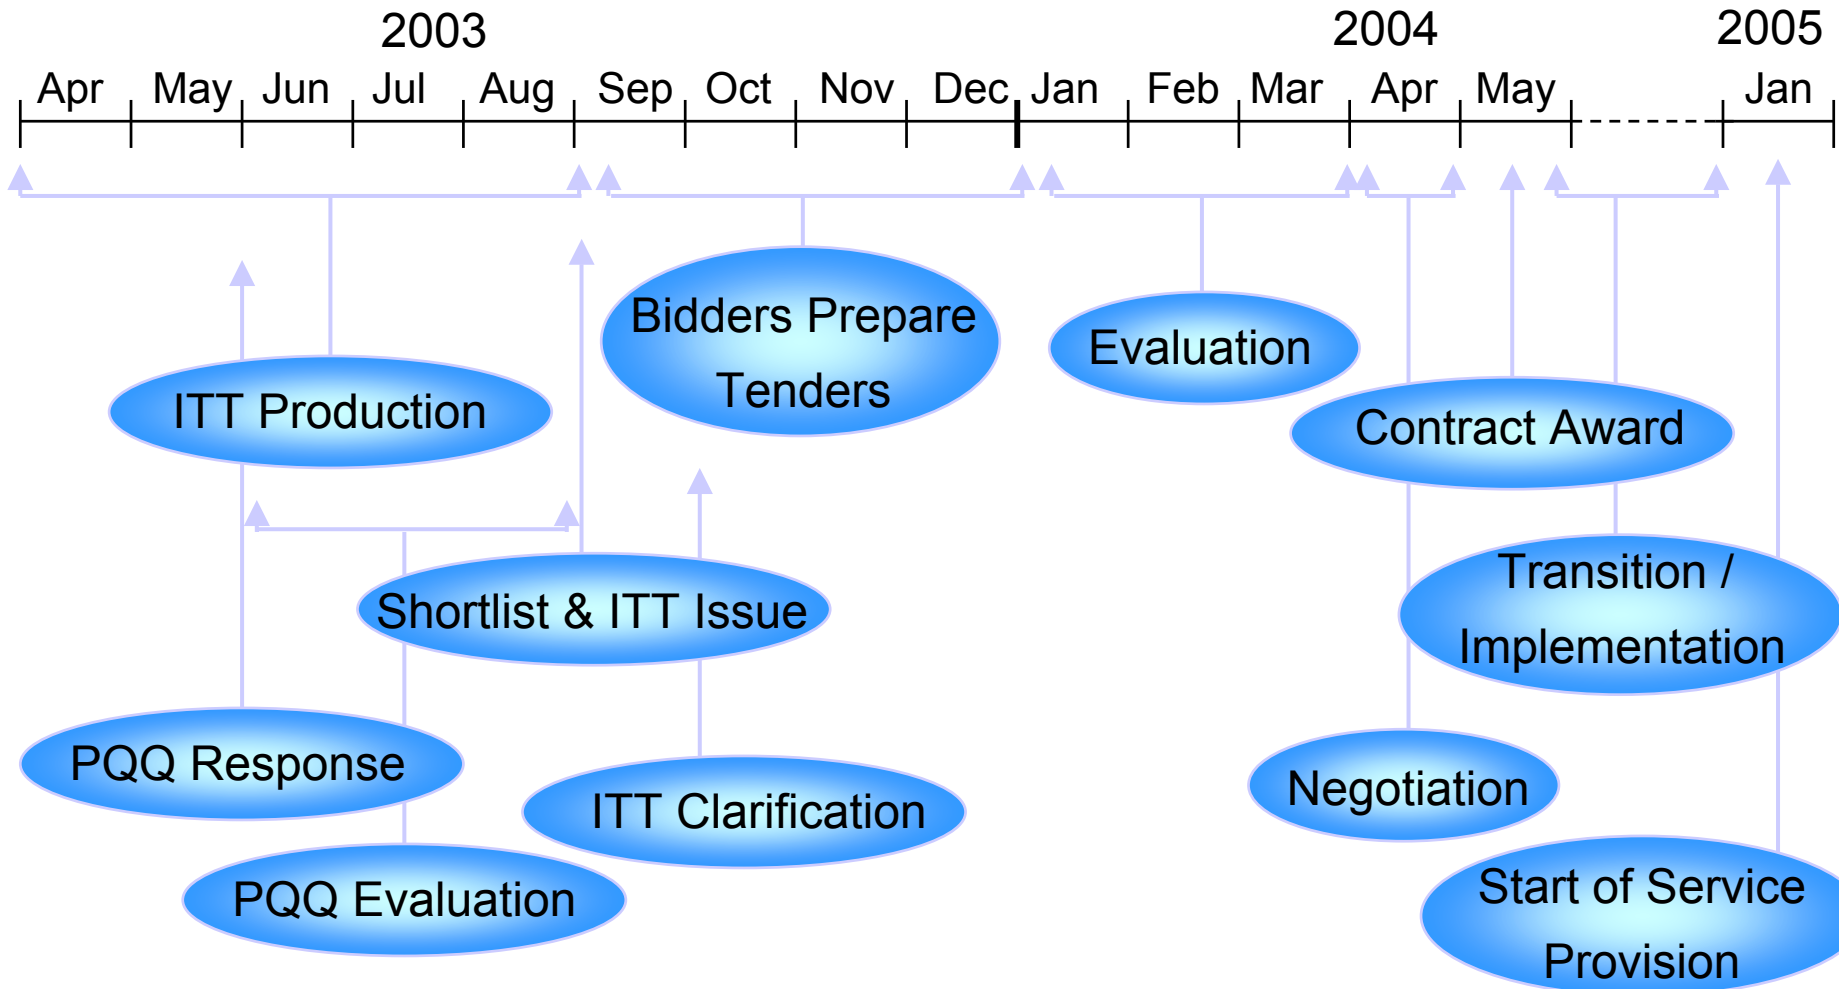 2003 2004 2005
Apr May Jun Jul Aug Sep Oct Nov Dec Jan Feb Mar Apr May Jan
Bidders Prepare
Tenders
Evaluation
ITT Production
Contract Award
Shortlist & ITT Issue
Transition /
Implementation
PQQ Response
ITT Clarification
Negotiation
PQQ Evaluation
Start of Service
Provision